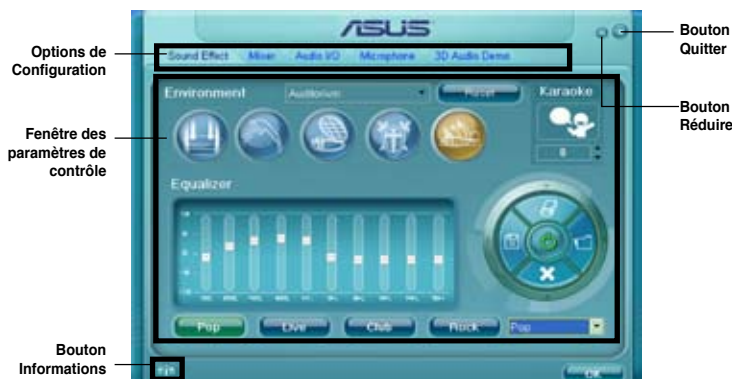 ASUS
Bouton
Quitter
Options de
Configuration
Sound Effect Mixer Audio I/O Microphone 3D Audio Demo
Environment Auditorium Reset Karaoke
Bouton
Réduire
Fenêtre des
paramètres de
contrôle
0
Equalizer
Pop Live Club Rock Pop
Bouton
Informations
OK